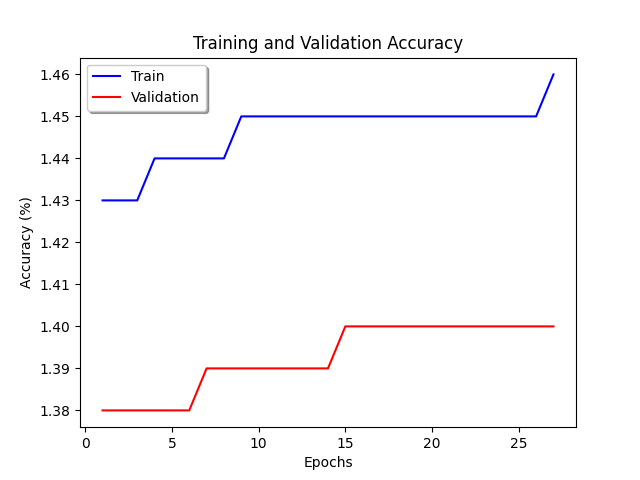 Training and Validation Accuracy
Train
Validation
Accuracy (%)
1.46
1.45
1.44
1.43
1.42
1.41
1.40
1.39
1.38
0 5 10 15 20 25
Epochs